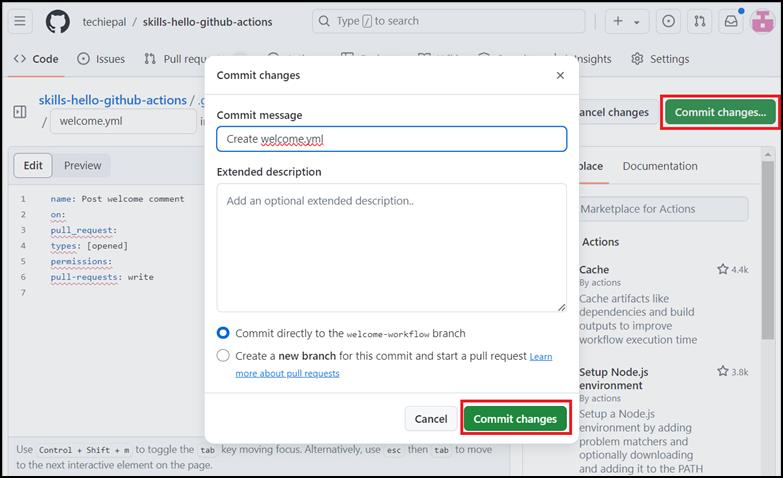 techiepal / skills-hello-github-actions
Type / to search
Code
Issues
Pull requ
Insights
Settings
skills-hello-github-actions /
/ welcome.yml in
ancel changes
Commit changes...
Edit
Preview
1 name: Post welcome comment
2 on:
3 pull_request:
4 types: [opened]
5 permissions:
6 pull-requests: write
7
Use Control + Shift + m to toggle the tab key moving focus. Alternatively, use esc then tab to move
to the next interactive element on the page.
Commit changes
Commit message
Create welcome.yml
Extended description
Add an optional extended description..
Commit directly to the welcome-workflow branch
Create a new branch for this commit and start a pull request Learn
more about pull requests
Cancel
Commit changes
place
Documentation
Marketplace for Actions
Actions
Cache
4.4k
By actions
Cache artifacts like
dependencies and build
outputs to improve
workflow execution time
Setup Node.js
environment
3.8k
By actions
Setup a Node.js
environment by adding
problem matchers and
optionally downloading
and adding it to the PATH